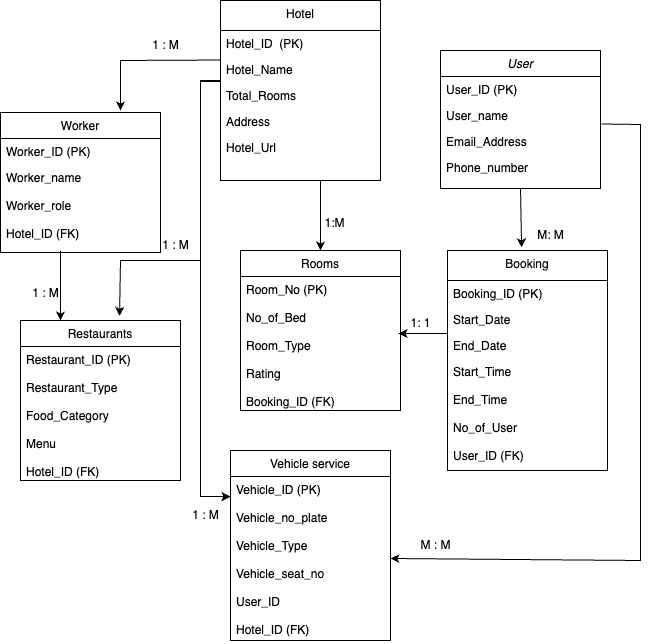 Hotel
Hotel_ID (PK)
Hotel_Name
Total_Rooms
Address
Hotel_Url
1 : M
User
User_ID (PK)
User_name
Email_Address
Phone_number
Worker
Worker_ID (PK)
Worker_name
Worker_role
Hotel_ID (FK)
1 : M
1:M
M: M
Rooms
Room_No (PK)
No_of_Bed
Room_Type
Rating
Booking_ID (FK)
1: 1
Booking
Booking_ID (PK)
Start_Date
End_Date
Start_Time
End_Time
No_of_User
User_ID (FK)
1 : M
Restaurants
Restaurant_ID (PK)
Restaurant_Type
Food_Category
Menu
Hotel_ID (FK)
1 : M
Vehicle service
Vehicle_ID (PK)
Vehicle_no_plate
Vehicle_Type
Vehicle_seat_no
User_ID
Hotel_ID (FK)
M : M